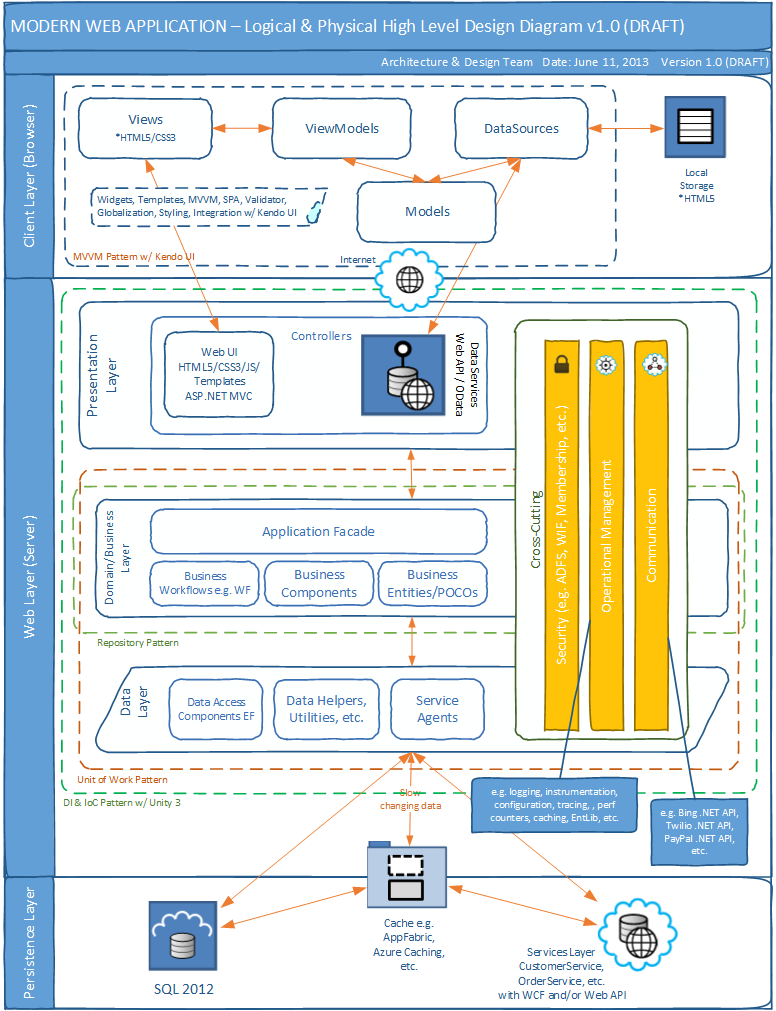 MODERN WEB APPLICATION – Logical & Physical High Level Design Diagram v1.0 (DRAFT)
Architecture & Design Team Date: June 11, 2013 Version 1.0 (DRAFT)
Client Layer (Browser)
Views
*HTML5/CSS3
ViewModels
DataSources
Local
Storage
*HTML5
Widgets, Templates, MVVM, SPA, Validator,
Globalization, Styling, Integration w/ Kendo UI
Models
MVVM Pattern w/ Kendo UI
Internet
Web Layer (Server)
Presentation
Layer
Controllers
Web UI
HTML5/CSS3/JS/
Templates
ASP.NET MVC
Data Services
Web API / OData
Cross-Cutting
Security (e.g. ADFS, WIF, Membership, etc.)
Operational Management
Communication
Domain/Business
Layer
Application Facade
Business
Workflows e.g. WF
Business
Components
Business
Entities/POCOs
Repository Pattern
Data
Layer
Data Access
Components EF
Data Helpers,
Utilities, etc.
Service
Agents
Unit of Work Pattern
DI & IoC Pattern w/ Unity 3
Slow
changing data
e.g. logging, instrumentation,
configuration, tracing, , perf
counters, caching, EntLib, etc.
e.g. Bing .NET API,
Twilio .NET API,
PayPal .NET API,
etc.
Persistence Layer
SQL 2012
Cache e.g.
AppFabric,
Azure Caching,
etc.
Services Layer
CustomerService,
OrderService, etc.
with WCF and/or Web API